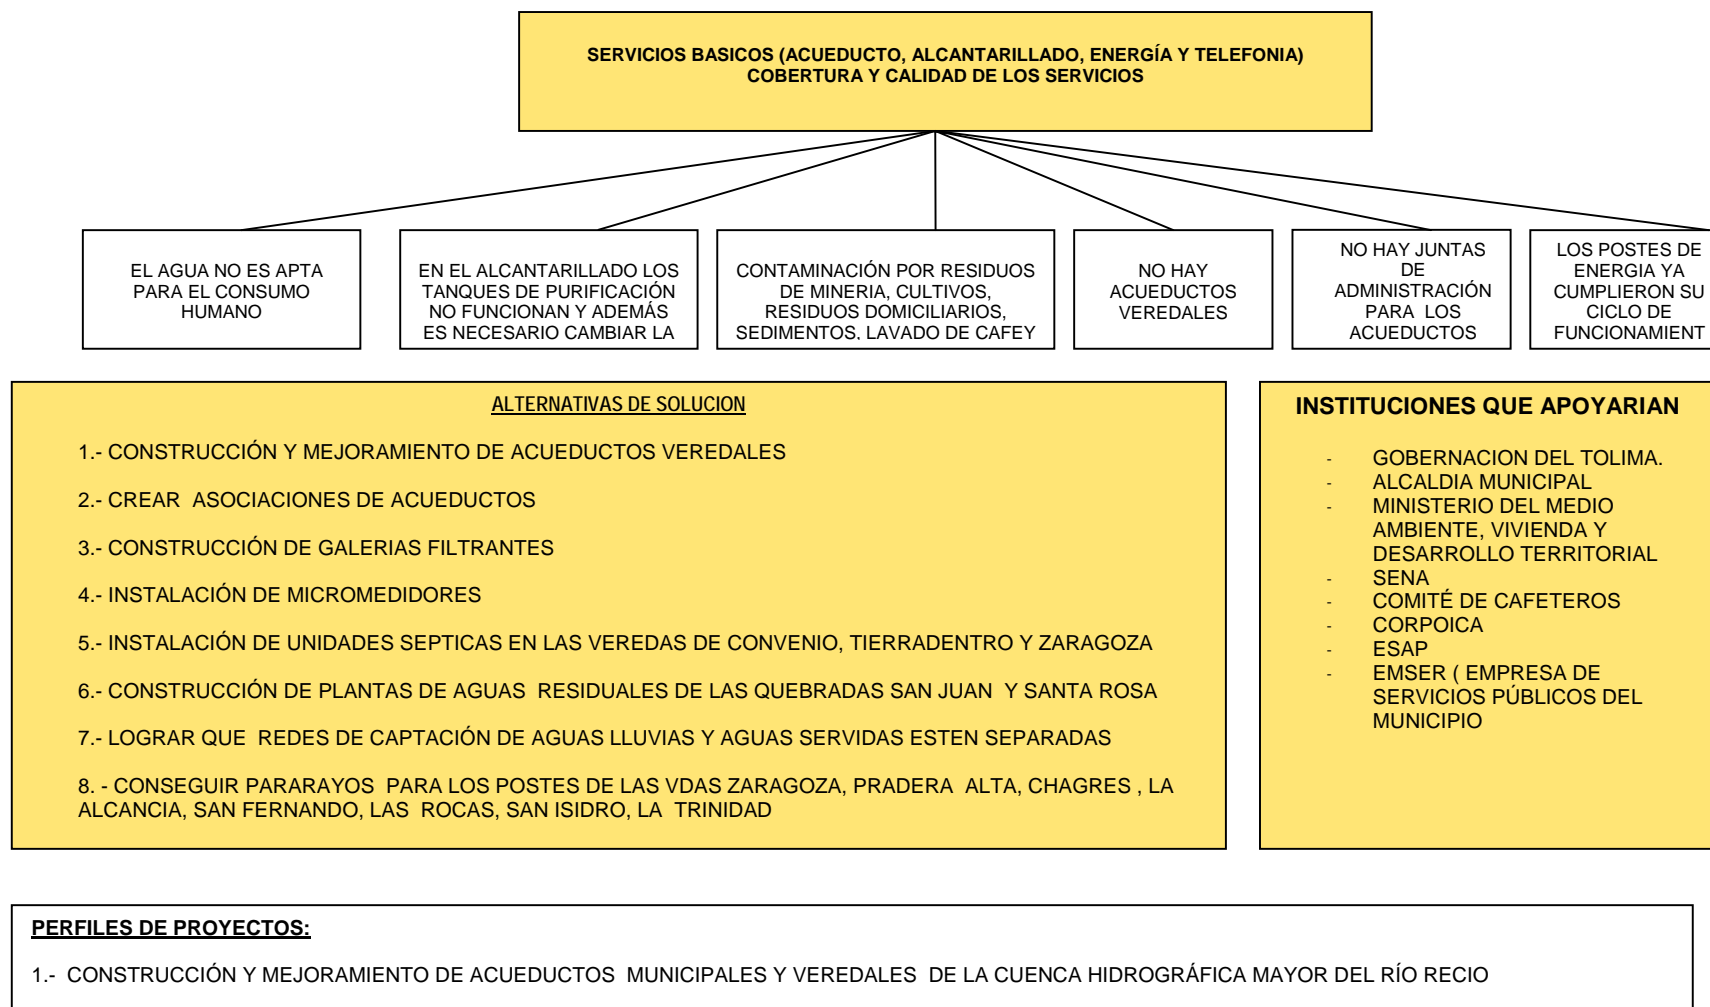 SERVICIOS BASICOS (ACUEDUCTO, ALCANTARILLADO, ENERGÍA Y TELEFONIA)
COBERTURA Y CALIDAD DE LOS SERVICIOS
EL AGUA NO ES APTA
PARA EL CONSUMO
HUMANO
EN EL ALCANTARILLADO LOS
TANQUES DE PURIFICACIÓN
NO FUNCIONAN Y ADEMÁS
ES NECESARIO CAMBIAR LA
CONTAMINACIÓN POR RESIDUOS
DE MINERIA, CULTIVOS,
RESIDUOS DOMICILIARIOS,
SEDIMENTOS, LAVADO DE CAFEY
NO HAY
ACUEDUCTOS
VEREDALES
NO HAY JUNTAS
DE
ADMINISTRACIÓN
PARA LOS
ACUEDUCTOS
LOS POSTES DE
ENERGIA YA
CUMPLIERON SU
CICLO DE
FUNCIONAMIENT
ALTERNATIVAS DE SOLUCION
1.- CONSTRUCCIÓN Y MEJORAMIENTO DE ACUEDUCTOS VEREDALES
2.- CREAR ASOCIACIONES DE ACUEDUCTOS
3.- CONSTRUCCIÓN DE GALERIAS FILTRANTES
4.- INSTALACIÓN DE MICROMEDIDORES
5.- INSTALACIÓN DE UNIDADES SEPTICAS EN LAS VEREDAS DE CONVENIO, TIERRADENTRO Y ZARAGOZA
6.- CONSTRUCCIÓN DE PLANTAS DE AGUAS RESIDUALES DE LAS QUEBRADAS SAN JUAN Y SANTA ROSA
7.- LOGRAR QUE REDES DE CAPTACIÓN DE AGUAS LLUVIAS Y AGUAS SERVIDAS ESTEN SEPARADAS
8. - CONSEGUIR PARARAYOS PARA LOS POSTES DE LAS VDAS ZARAGOZA, PRADERA ALTA, CHAGRES , LA
ALCANCIA, SAN FERNANDO, LAS ROCAS, SAN ISIDRO, LA TRINIDAD
INSTITUCIONES QUE APOYARIAN
- GOBERNACION DEL TOLIMA.
- ALCALDIA MUNICIPAL
- MINISTERIO DEL MEDIO
AMBIENTE, VIVIENDA Y
DESARROLLO TERRITORIAL
- SENA
- COMITÉ DE CAFETEROS
- CORPOICA
- ESAP
- EMSER ( EMPRESA DE
SERVICIOS PÚBLICOS DEL
MUNICIPIO
PERFILES DE PROYECTOS:
1.- CONSTRUCCIÓN Y MEJORAMIENTO DE ACUEDUCTOS MUNICIPALES Y VEREDALES DE LA CUENCA HIDROGRÁFICA MAYOR DEL RÍO RECIO